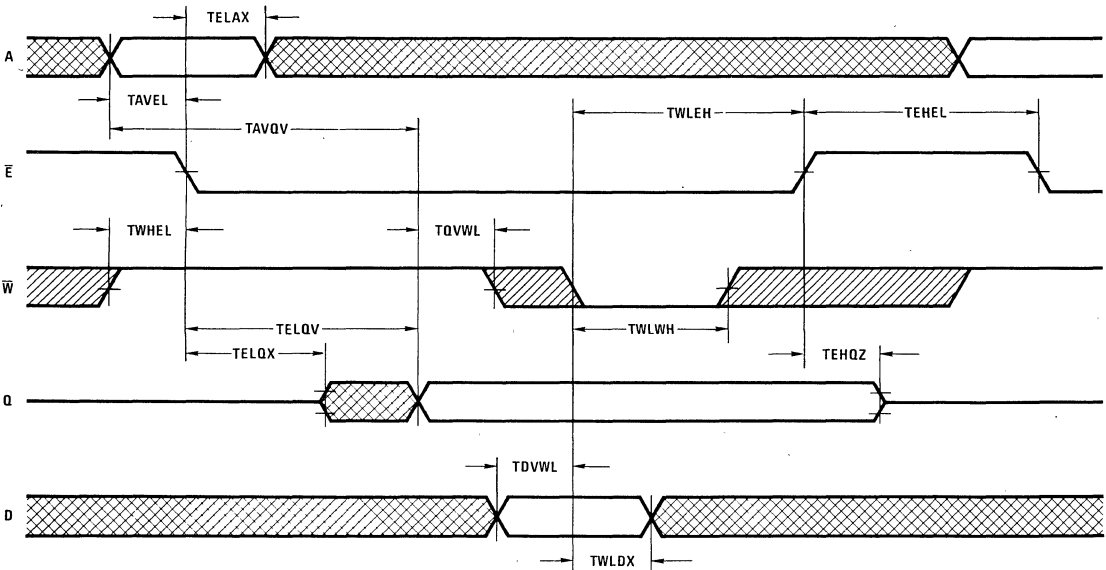 TELAX
A
TAVEL
TAVQV
TWLEH
TEHEL
E̅
TWHEL
TQVWL
W̅
TELQV
TWLWH
TELQX
TEHQZ
Q
TDVWL
D
TWLDX